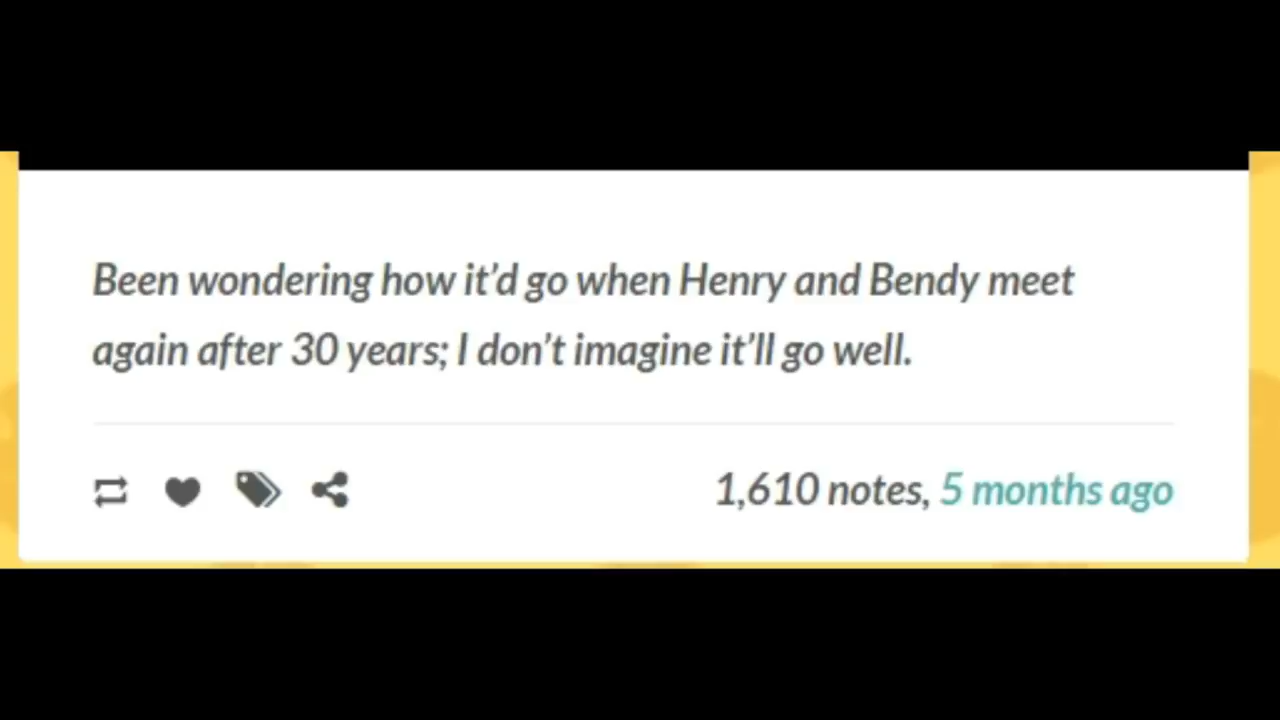 Been wondering how it’d go when Henry and Bendy meet
again after 30 years; I don’t imagine it’ll go well.
1,610 notes, 5 months ago